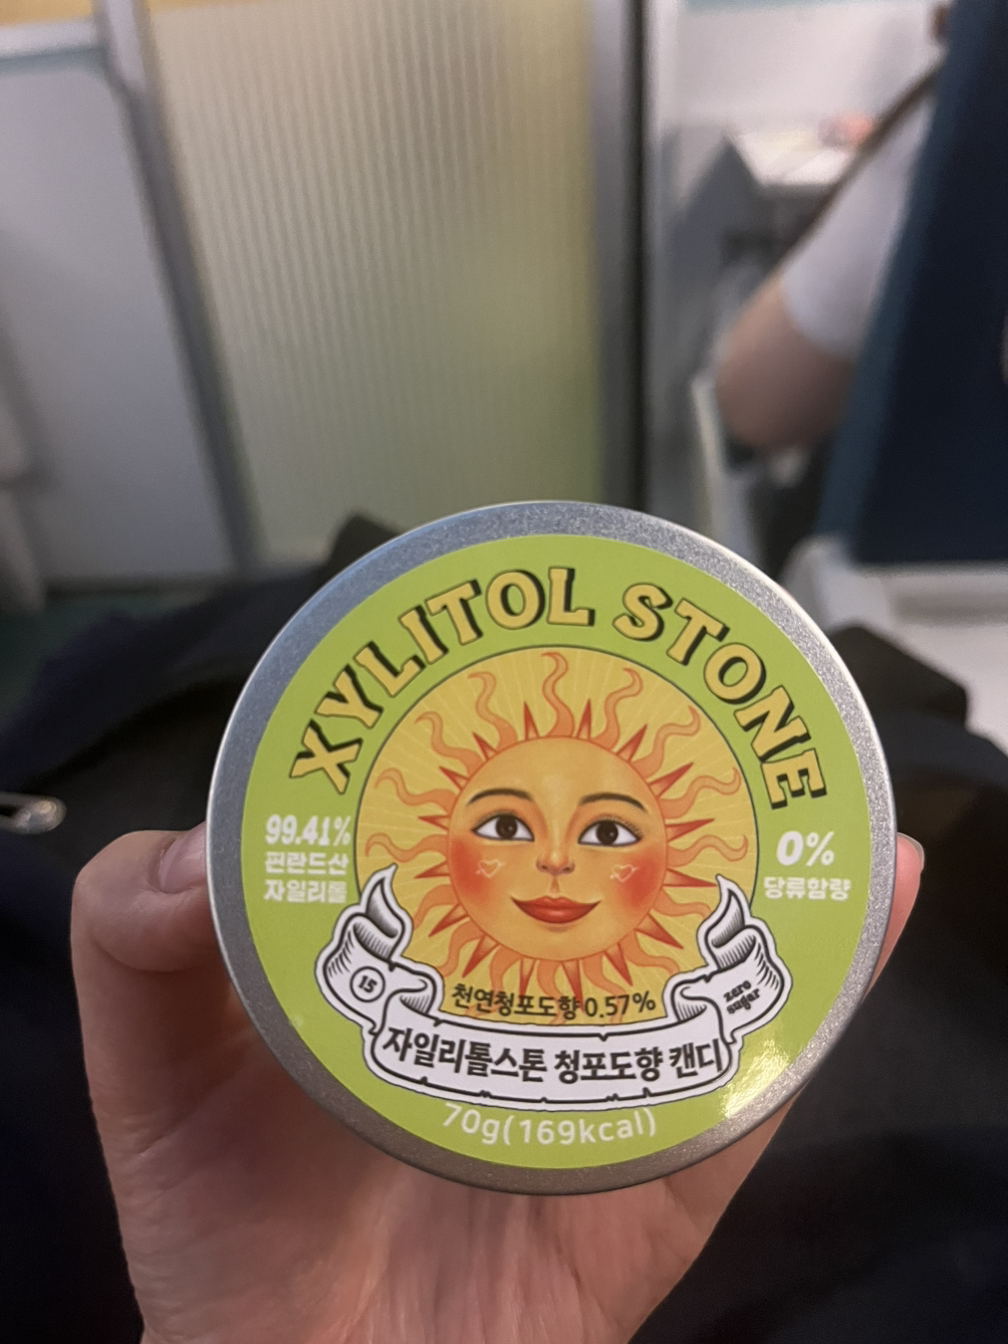 XYLITOL STONE
99.41%
핀란드산
자일리톨
0%
당류함량
15
zero
sugar
천연청포도향 0.57%
자일리톨스톤 청포도향 캔디
70g(169kcal)